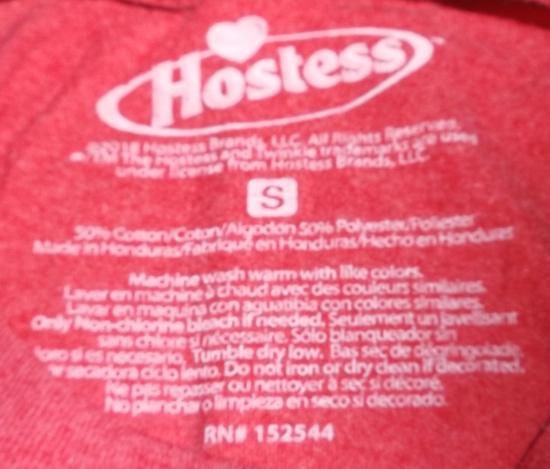 Hostess
©2018 Hostess Brands, LLC. All Rights Reserved.
TM The Hostess And Twinkie trademarks are used
under license from Hostess Brands, LLC.
S
50% Cotton/Coton/Algodón 50% Polyester/Poliester
Made in Honduras/Fabriqué en Honduras/Hecho en Honduras
Machine wash warm with like colors.
Laver en machine à chaud avec des couleurs similaires.
Lavar en maquina con aguatibia con colores similares.
Only Non-chlorine bleach if needed. Seulement un Javellisant
sans chlore si nécessaire. Sólo blanqueador sin
cloro si es necesario. Tumble dry low. Bas séc de dégringolade
secadora ciclo lento. Do not iron or dry clean if decorated.
Ne pas repasser ou nettoyer à sec si décoré.
No planchar o limpieza en seco si decorado.
RN# 152544